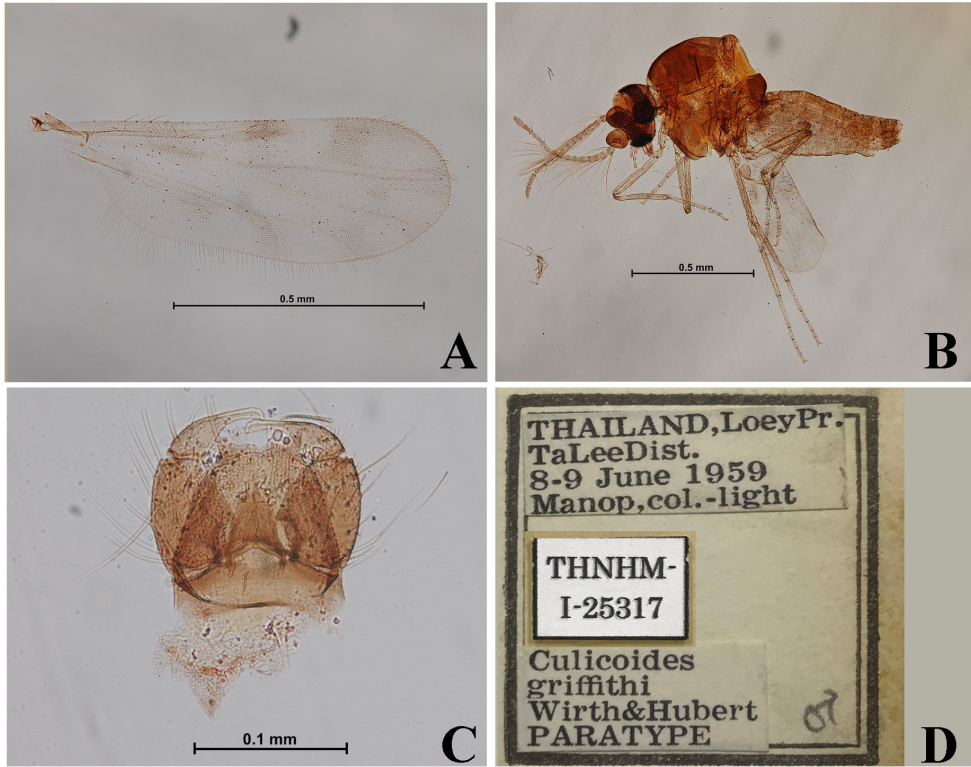 0.5 mm
A
0.5 mm
B
0.1 mm
C
THAILAND,LoeyPr.
TaLeeDist.
8-9 June 1959
Manop,col.-light
THNHM-
I-25317
Culicoides
griffithi
Wirth&Hubert
PARATYPE
D